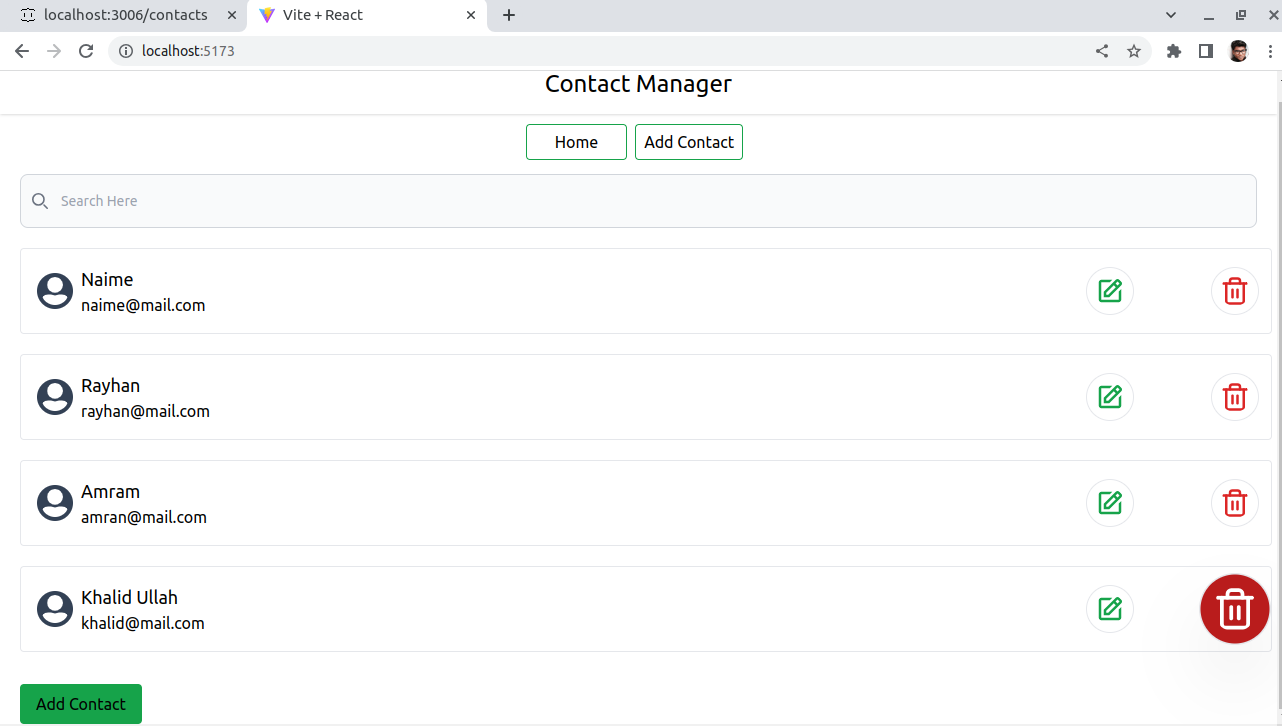 localhost:3006/contacts
Vite + React
localhost:5173
Contact Manager
Home
Add Contact
Search Here
Naime
naime@mail.com
Rayhan
rayhan@mail.com
Amram
amran@mail.com
Khalid Ullah
khalid@mail.com
Add Contact